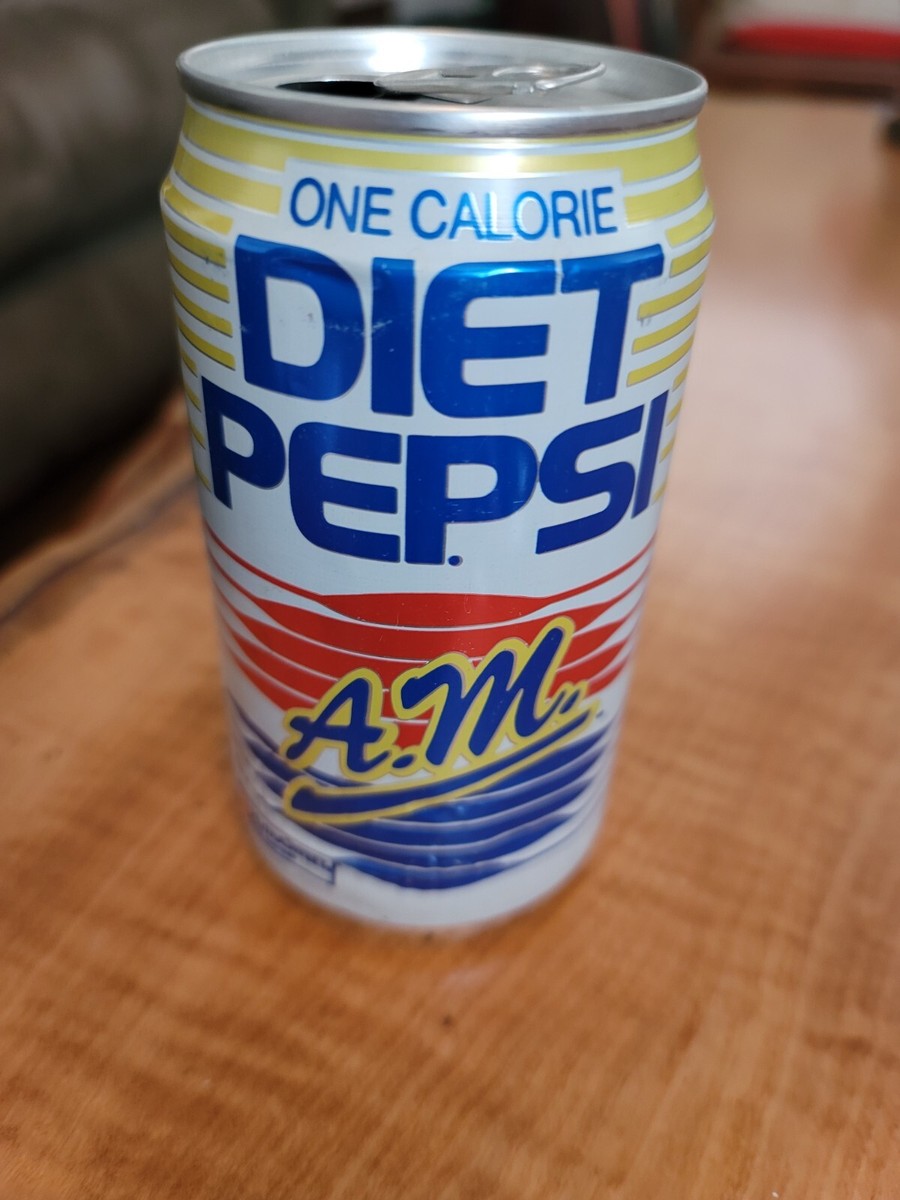 ONE CALORIE
DIET
PEPSI
A.M.